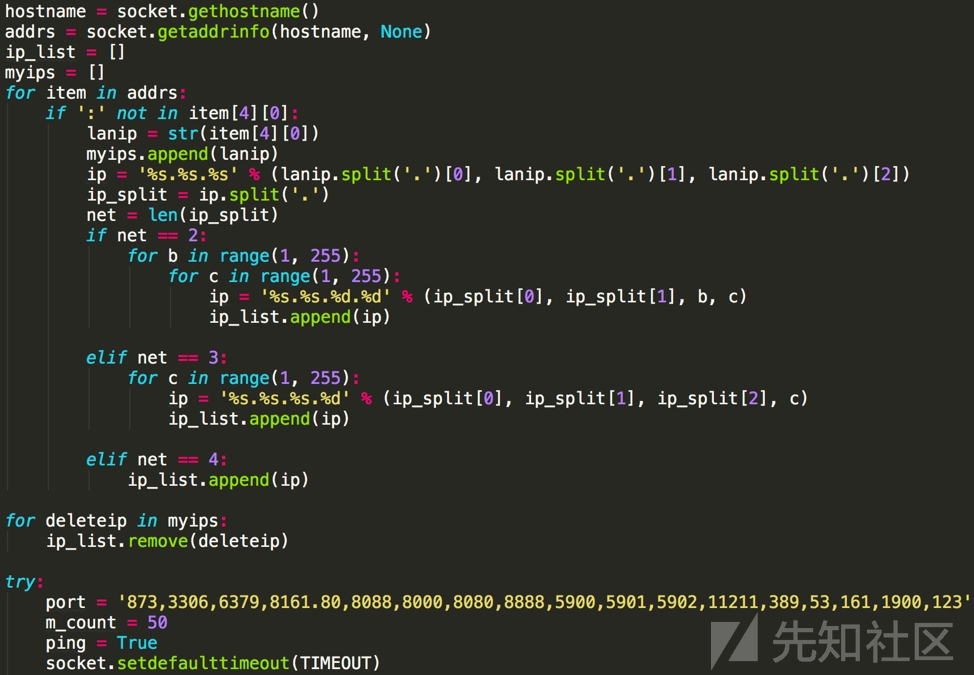 hostname = socket.gethostname()
addrs = socket.getaddrinfo(hostname, None)
ip_list = []
myips = []
for item in addrs:
    if ':' not in item[4][0]:
        lanip = str(item[4][0])
        myips.append(lanip)
        ip = '%s.%s.%s' % (lanip.split('.')[0], lanip.split('.')[1], lanip.split('.')[2])
        ip_split = ip.split('.')
        net = len(ip_split)
        if net == 2:
            for b in range(1, 255):
                for c in range(1, 255):
                    ip = '%s.%s.%d.%d' % (ip_split[0], ip_split[1], b, c)
                    ip_list.append(ip)
        elif net == 3:
            for c in range(1, 255):
                ip = '%s.%s.%s.%d' % (ip_split[0], ip_split[1], ip_split[2], c)
                ip_list.append(ip)
        elif net == 4:
            ip_list.append(ip)
for deleteip in myips:
    ip_list.remove(deleteip)
try:
    port = '873,3306,6379,8161.80,8088,8000,8080,8888,5900,5901,5902,11211,389,53,161,1900,123'
    m_count = 50
    ping = True
    socket.setdefaulttimeout(TIMEOUT)
先知社区